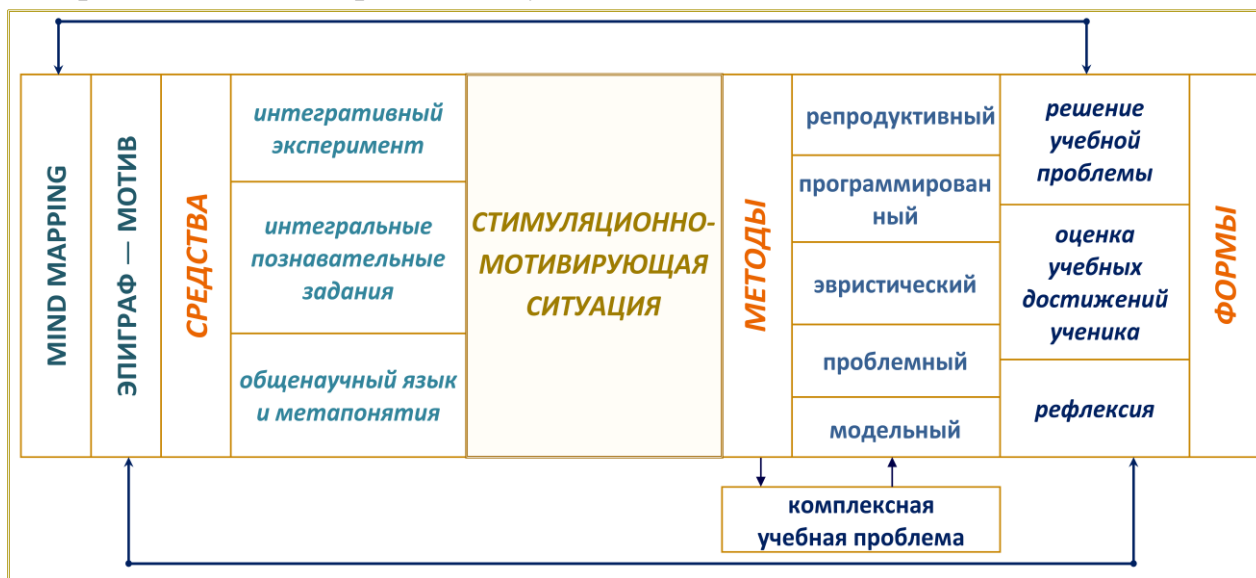 MIND MAPPING
ЭПИГРАФ — МОТИВ
СРЕДСТВА
интегративный
эксперимент
интегральные
познавательные
задания
общенаучный язык
и метапонятия
СТИМУЛЯЦИОННО-
МОТИВИРУЮЩАЯ
СИТУАЦИЯ
МЕТОДЫ
репродуктивный
программирован
ный
эвристический
проблемный
модельный
решение
учебной
проблемы
оценка
учебных
достижений
ученика
рефлексия
ФОРМЫ
комплексная
учебная проблема